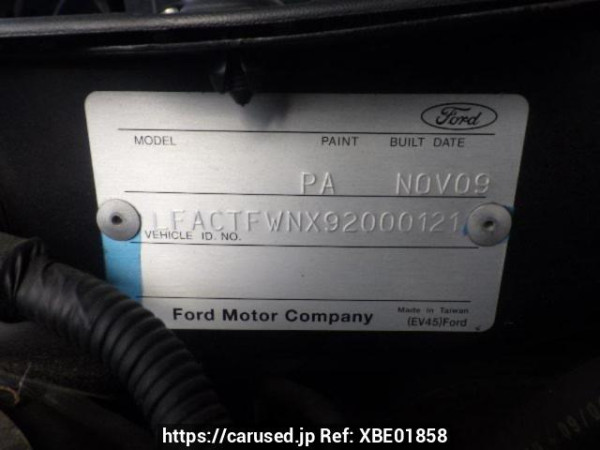 Ford
MODEL PAINT BUILT DATE
PA NOV09
LFACTFWNX92000121
VEHICLE ID. NO.
Ford Motor Company
Made in Taiwan
(EV45)Ford
https://carused.jp Ref: XBE01858